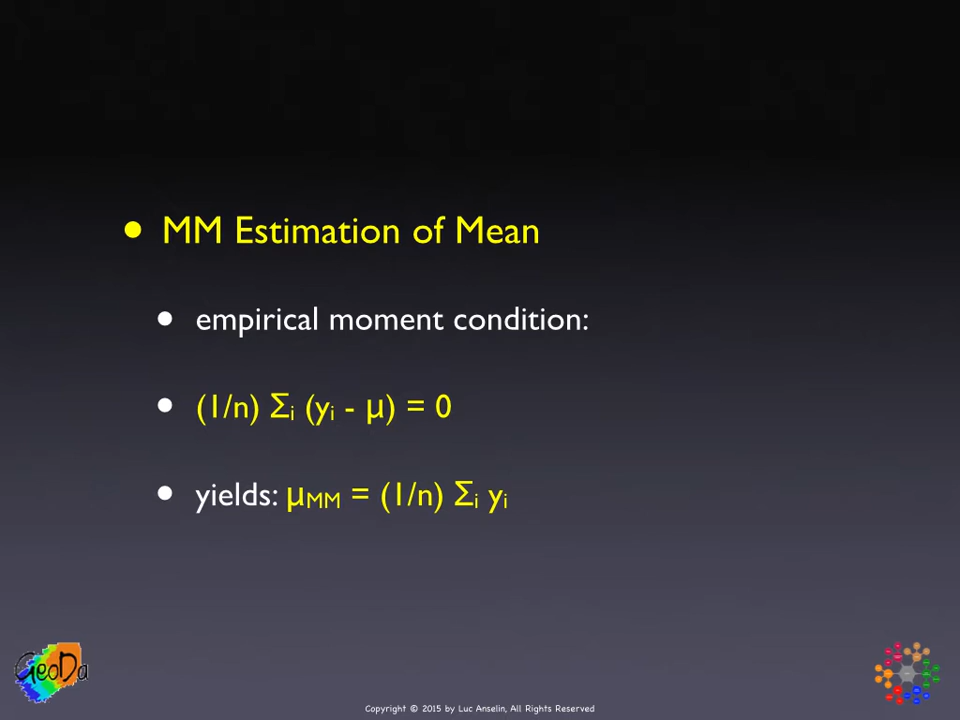 • MM Estimation of Mean
• empirical moment condition:
• (1/n) Σᵢ (yᵢ - µ) = 0
• yields: µMM = (1/n) Σᵢ yᵢ
GeoDa
Copyright © 2015 by Luc Anselin, All Rights Reserved